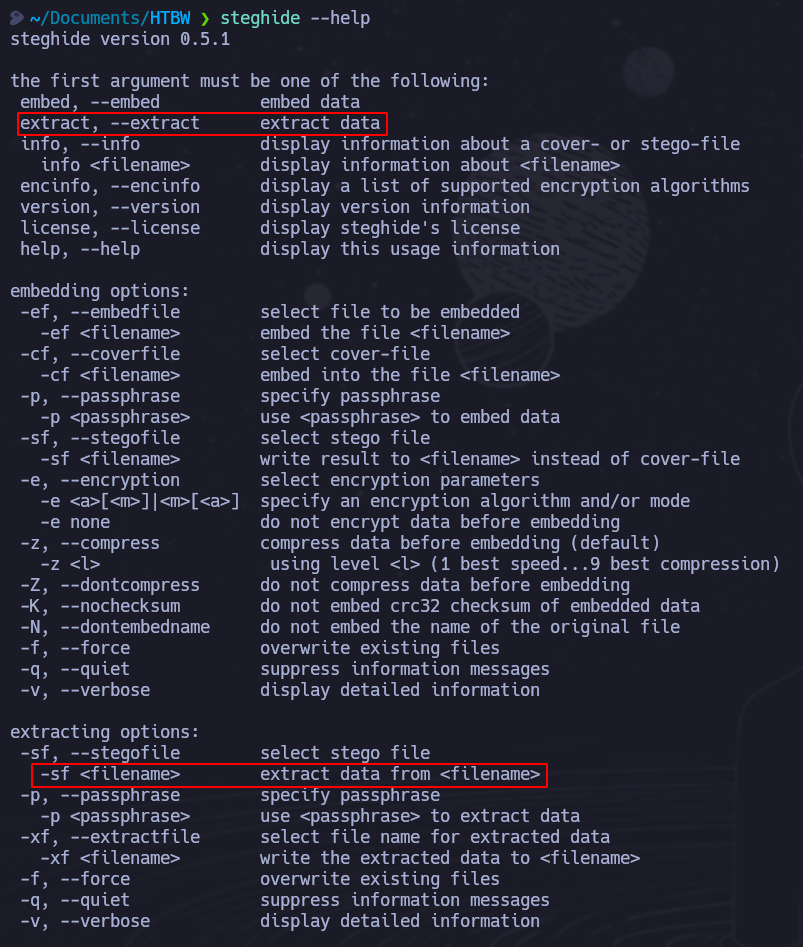 ~/Documents/HTBW ❯ steghide --help
steghide version 0.5.1

the first argument must be one of the following:
 embed, --embed          embed data
 extract, --extract      extract data
 info, --info            display information about a cover- or stego-file
   info <filename>       display information about <filename>
 encinfo, --encinfo      display a list of supported encryption algorithms
 version, --version      display version information
 license, --license      display steghide's license
 help, --help            display this usage information

embedding options:
 -ef, --embedfile        select file to be embedded
   -ef <filename>        embed the file <filename>
 -cf, --coverfile        select cover-file
   -cf <filename>        embed into the file <filename>
 -p, --passphrase        specify passphrase
   -p <passphrase>       use <passphrase> to embed data
 -sf, --stegofile        select stego file
   -sf <filename>        write result to <filename> instead of cover-file
 -e, --encryption        select encryption parameters
   -e <a>[<m>]|<m>[<a>]  specify an encryption algorithm and/or mode
   -e none               do not encrypt data before embedding
 -z, --compress          compress data before embedding (default)
   -z <l>                 using level <l> (1 best speed...9 best compression)
 -Z, --dontcompress      do not compress data before embedding
 -K, --nochecksum        do not embed crc32 checksum of embedded data
 -N, --dontembedname     do not embed the name of the original file
 -f, --force             overwrite existing files
 -q, --quiet             suppress information messages
 -v, --verbose           display detailed information

extracting options:
 -sf, --stegofile        select stego file
   -sf <filename>        extract data from <filename>
 -p, --passphrase        specify passphrase
   -p <passphrase>       use <passphrase> to extract data
 -xf, --extractfile      select file name for extracted data
   -xf <filename>        write the extracted data to <filename>
 -f, --force             overwrite existing files
 -q, --quiet             suppress information messages
 -v, --verbose           display detailed information